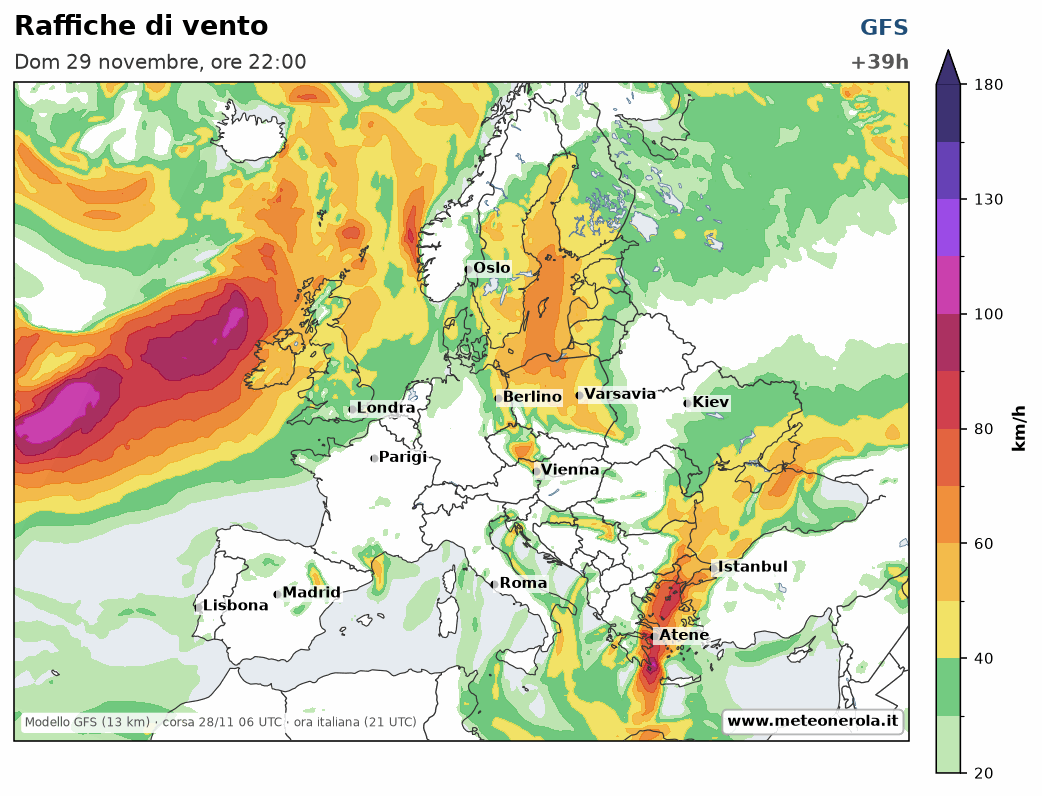 Raffiche di vento
GFS
Dom 29 novembre, ore 22:00
+39h
180
130
100
80
60
40
20
km/h
Oslo
Londra
Berlino
Varsavia
Kiev
Parigi
Vienna
Istanbul
Roma
Madrid
Lisbona
Atene
Modello GFS (13 km) · corsa 28/11 06 UTC · ora italiana (21 UTC)
www.meteonerola.it